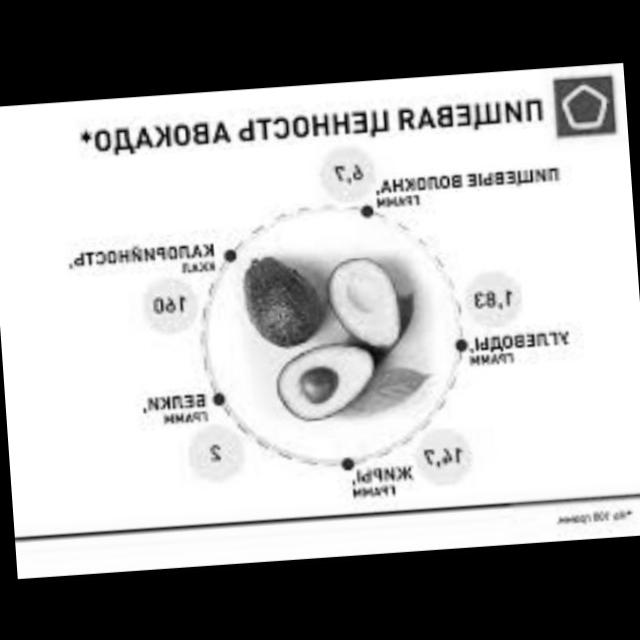 ПИЩЕВАЯ ЦЕННОСТЬ АВОКАДО*
ПИЩЕВЫЕ ВОЛОКНА,
ГРАММ
6,7
КАЛОРИЙНОСТЬ,
ККАЛ
160
1,83
УГЛЕВОДЫ,
ГРАММ
БЕЛКИ,
ГРАММ
2
14,7
ЖИРЫ,
ГРАММ
*на 100 грамм